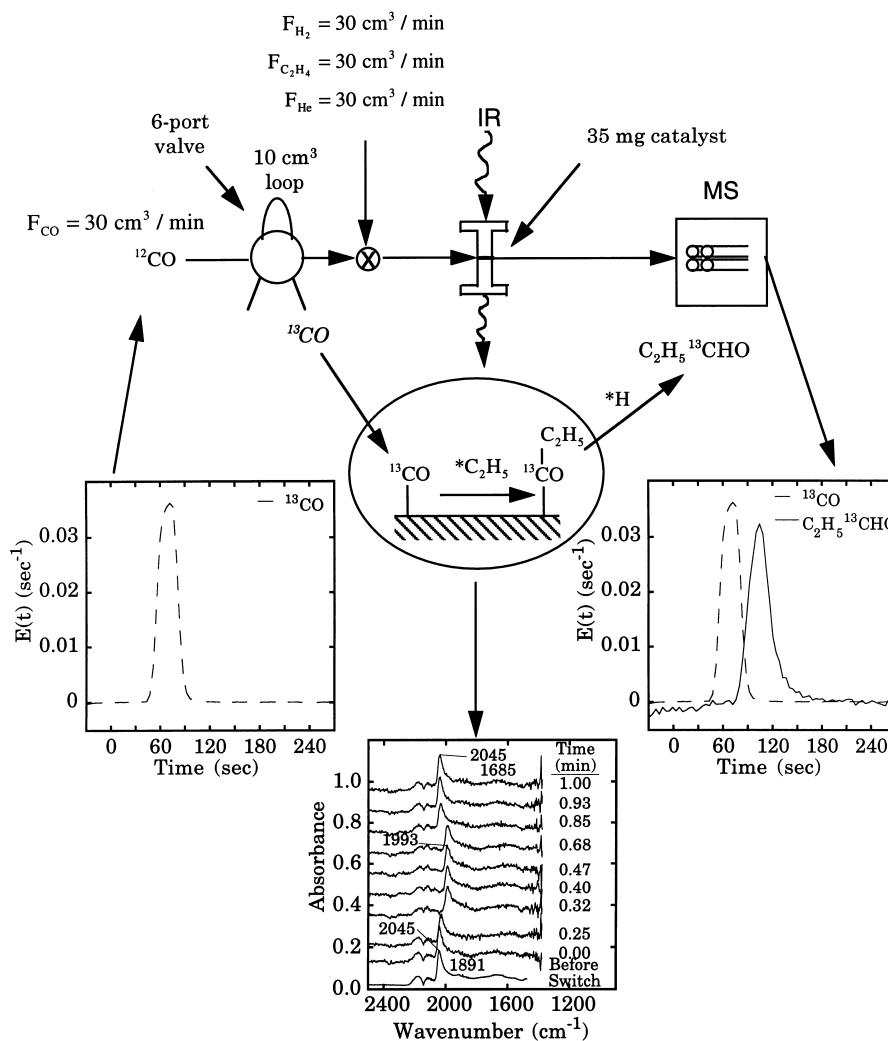 F_H2 = 30 cm³ / min
F_C2H4 = 30 cm³ / min
F_He = 30 cm³ / min
6-port
valve
10 cm³
loop
IR
35 mg catalyst
MS
F_CO = 30 cm³ / min
¹²CO
X
¹³CO
C₂H₅ ¹³CHO
*H
C₂H₅
¹³CO
*C₂H₅
¹³CO
¹³CO
0.03
0.02
0.01
0
E(t) (sec⁻¹)
0 60 120 180 240
Time (sec)
¹³CO
C₂H₅¹³CHO
0.03
0.02
0.01
0
E(t) (sec⁻¹)
0 60 120 180 240
Time (sec)
2045
1685
Time
(min)
1.00
0.93
0.85
0.68
0.47
0.40
0.32
0.25
0.00
Before
Switch
1993
2045
1891
1.0
0.8
0.6
0.4
0.2
0.0
Absorbance
2400 2000 1600 1200
Wavenumber (cm⁻¹)